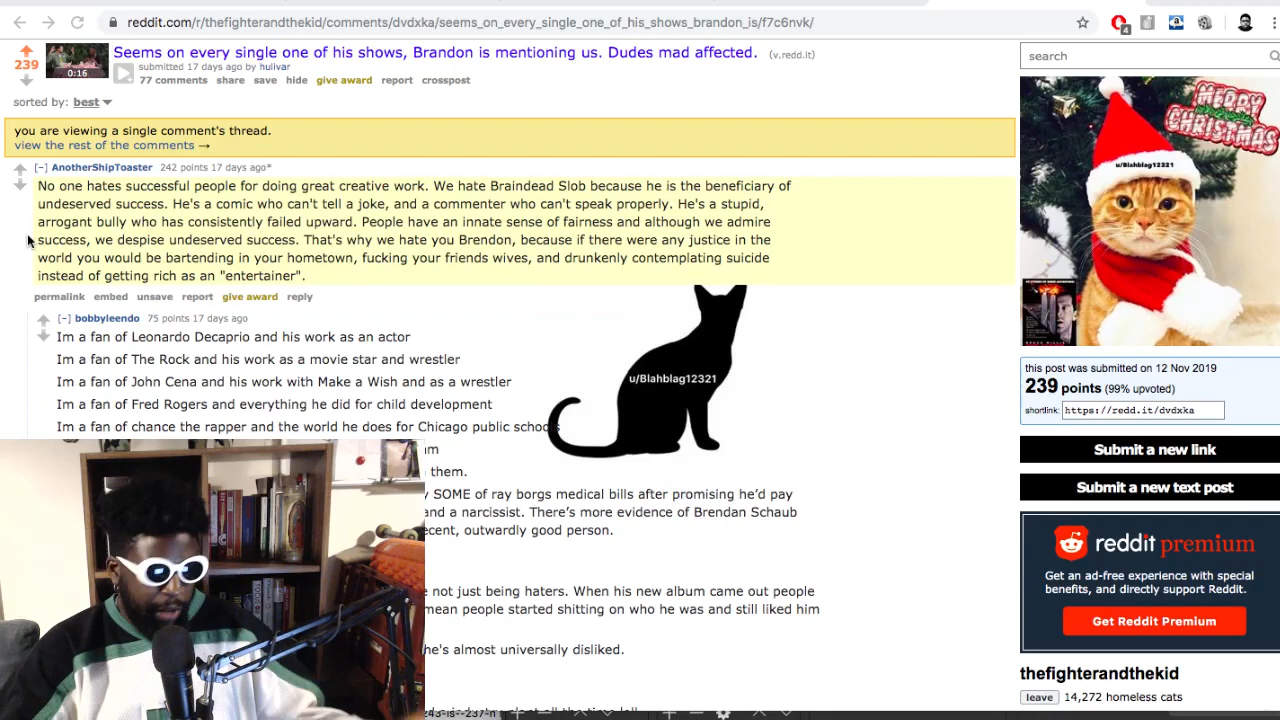 reddit.com/r/thefighterandthekid/comments/dvdxka/seems_on_every_single_one_of_his_shows_brandon_is/f7c6nvk/
4
239
0:16
Seems on every single one of his shows, Brandon is mentioning us. Dudes mad affected. (v.redd.it)
submitted 17 days ago by hulivar
77 comments share save hide give award report crosspost
sorted by: best
you are viewing a single comment's thread.
view the rest of the comments →
[–] AnotherShipToaster 242 points 17 days ago*
No one hates successful people for doing great creative work. We hate Braindead Slob because he is the beneficiary of
undeserved success. He's a comic who can't tell a joke, and a commenter who can't speak properly. He's a stupid,
arrogant bully who has consistently failed upward. People have an innate sense of fairness and although we admire
success, we despise undeserved success. That's why we hate you Brendon, because if there were any justice in the
world you would be bartending in your hometown, fucking your friends wives, and drunkenly contemplating suicide
instead of getting rich as an "entertainer".
permalink embed unsave report give award reply
[–] bobbyleendo 75 points 17 days ago
Im a fan of Leonardo Decaprio and his work as an actor
Im a fan of The Rock and his work as a movie star and wrestler
Im a fan of John Cena and his work with Make a Wish and as a wrestler
Im a fan of Fred Rogers and everything he did for child development
Im a fan of chance the rapper and the world he does for Chicago public schools
am
them.
SOME of ray borgs medical bills after promising he'd pay
and a narcissist. There's more evidence of Brendan Schaub
ecent, outwardly good person.
not just being haters. When his new album came out people
mean people started shitting on who he was and still liked him
he's almost universally disliked.
u/Blahblag12321
search
MERRY
CHRISTMAS
u/Blahblag12321
this post was submitted on 12 Nov 2019
239 points (99% upvoted)
shortlink: https://redd.it/dvdxka
Submit a new link
Submit a new text post
reddit premium
Get an ad-free experience with special
benefits, and directly support Reddit.
Get Reddit Premium
thefighterandthekid
leave 14,272 homeless cats